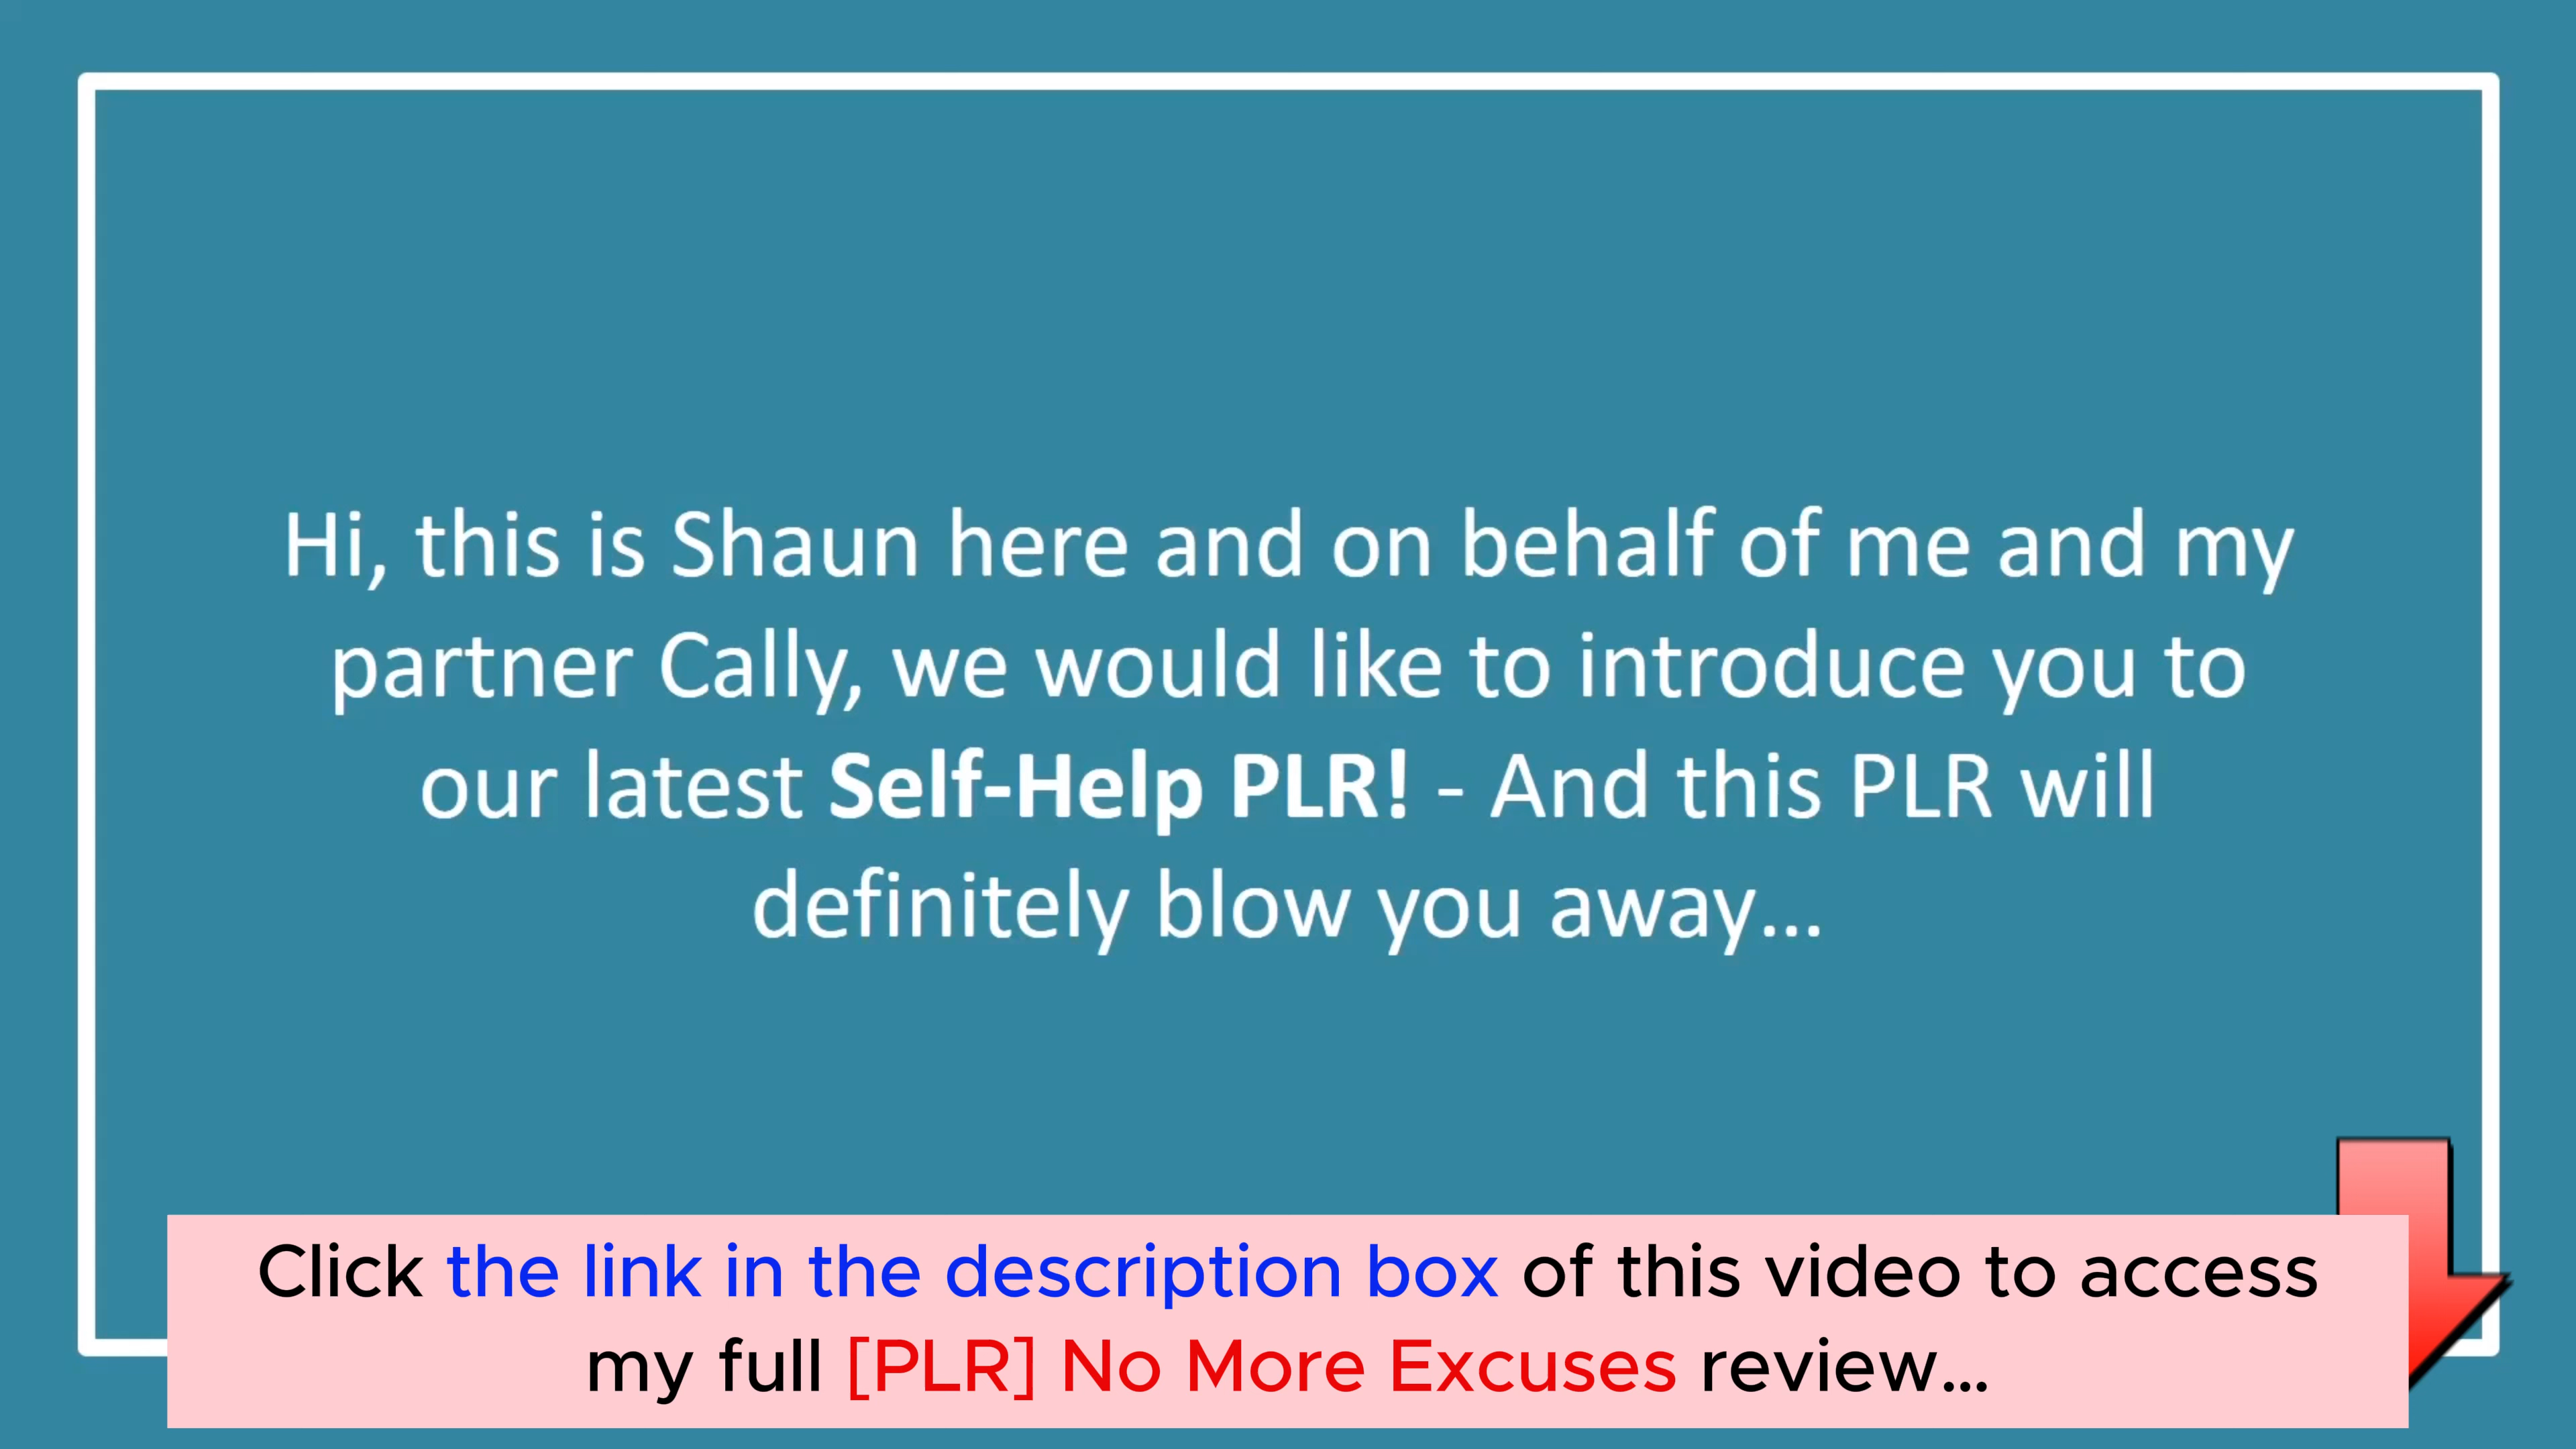 Hi, this is Shaun here and on behalf of me and my
partner Cally, we would like to introduce you to
our latest Self-Help PLR! - And this PLR will
definitely blow you away...
Click the link in the description box of this video to access
my full [PLR] No More Excuses review...